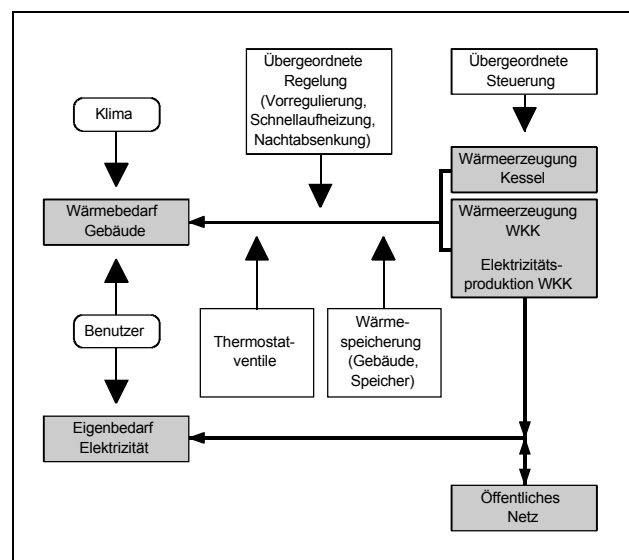 Übergeordnete
Regelung
(Vorregulierung,
Schnellaufheizung,
Nachtabsenkung)
Übergeordnete
Steuerung
Klima
Wärmeerzeugung
Kessel
Wärmebedarf
Gebäude
Wärmeerzeugung
WKK
Elektrizitäts-
produktion WKK
Benutzer
Thermostat-
ventile
Wärme-
speicherung
(Gebäude,
Speicher)
Eigenbedarf
Elektrizität
Öffentliches
Netz